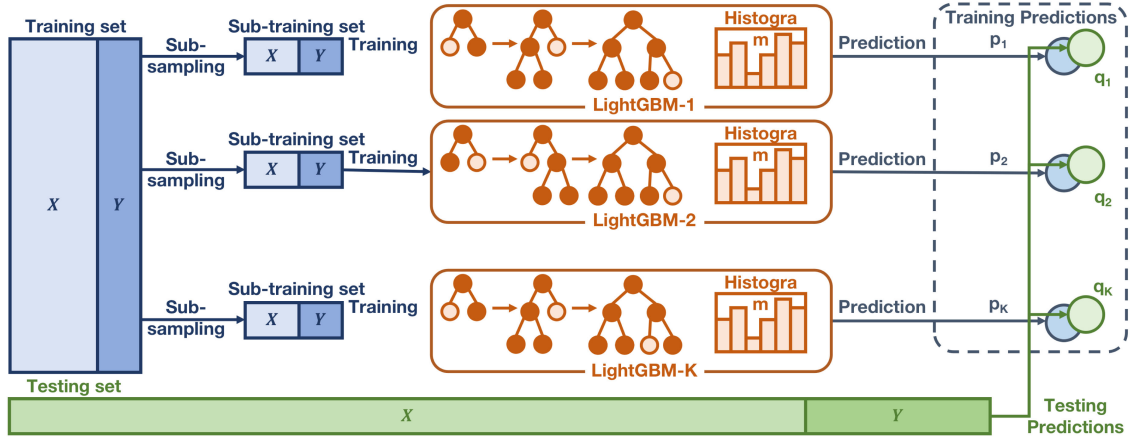 Training set
X
Y
Sub-
sampling
Sub-training set
X
Y
Training
Histogra
m
LightGBM-1
Prediction
Training Predictions
p1
q1
Sub-
sampling
Sub-training set
X
Y
Training
Histogra
m
LightGBM-2
Prediction
p2
q2
Sub-
sampling
Sub-training set
X
Y
Training
Histogra
m
LightGBM-K
Prediction
pK
qK
Testing set
X
Y
Testing
Predictions